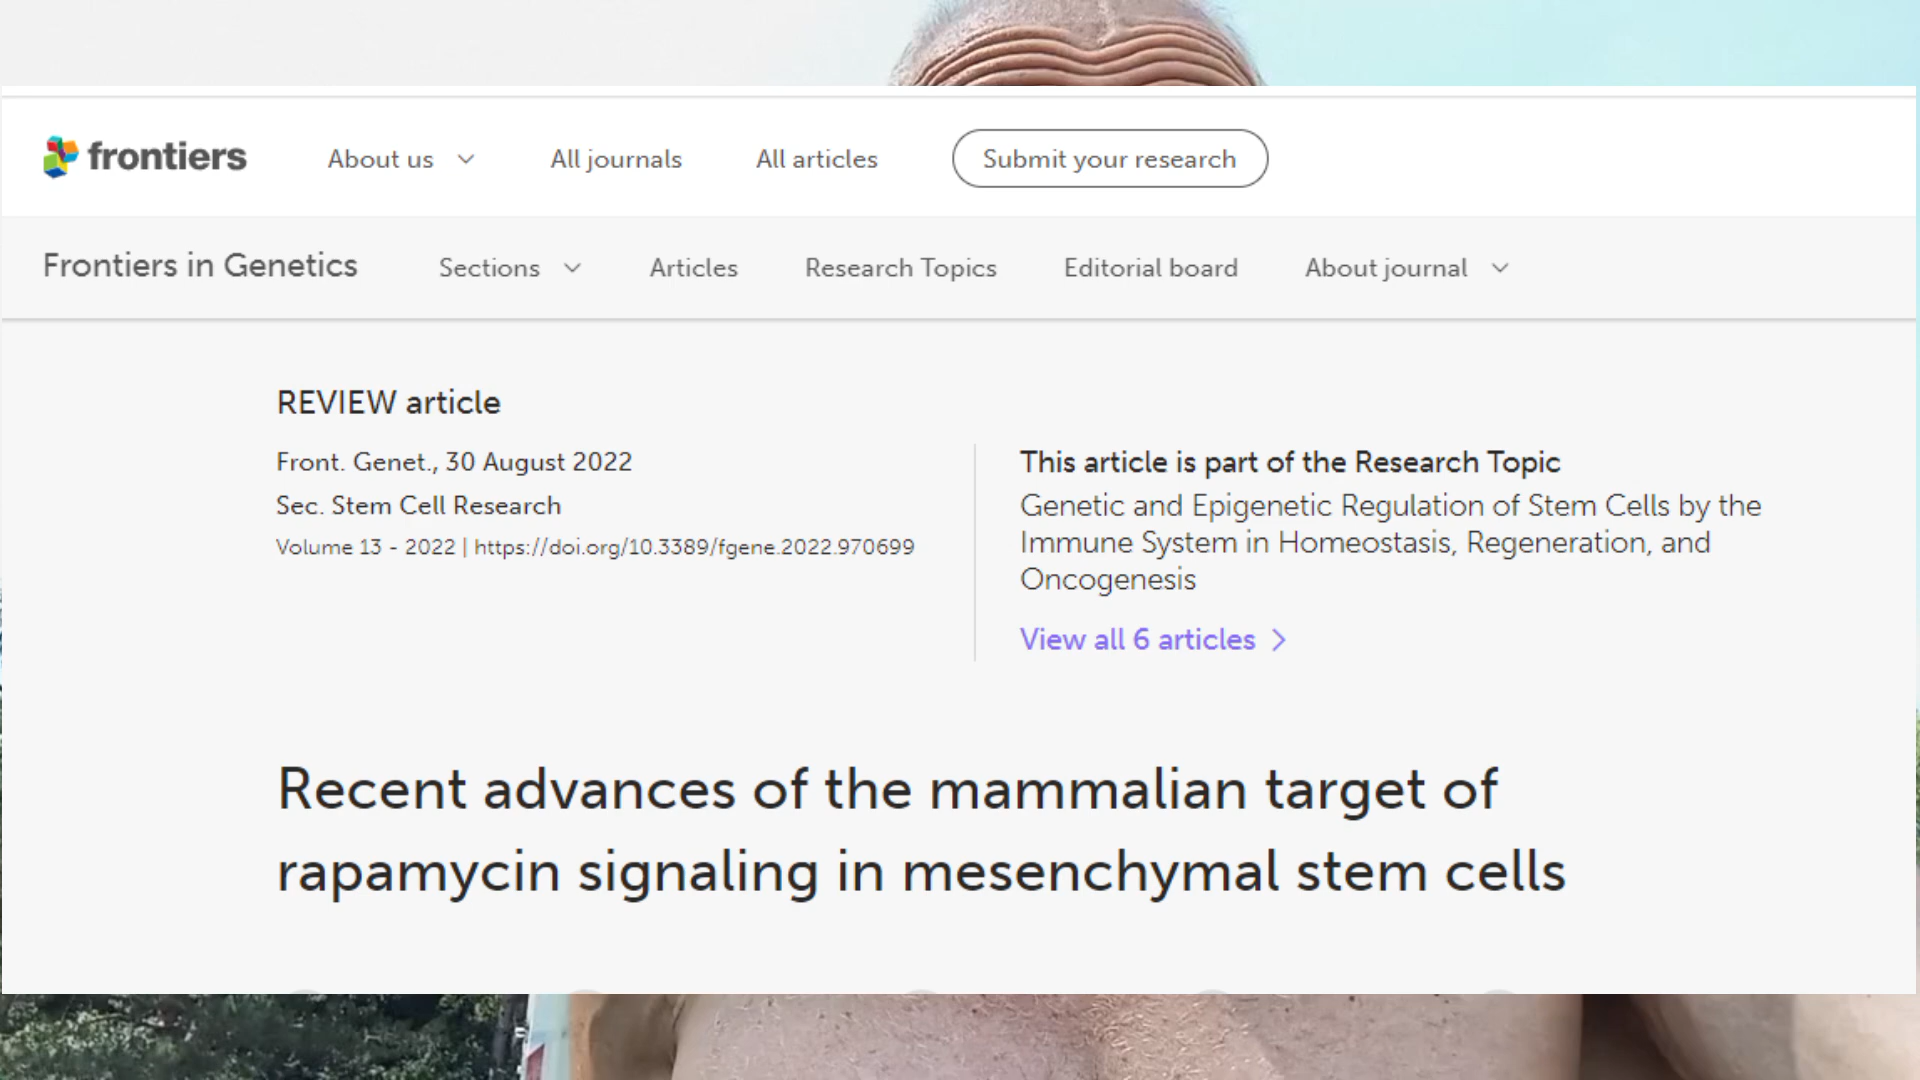 frontiers
About us
All journals
All articles
Submit your research
Frontiers in Genetics
Sections
Articles
Research Topics
Editorial board
About journal
REVIEW article
Front. Genet., 30 August 2022
Sec. Stem Cell Research
Volume 13 - 2022 | https://doi.org/10.3389/fgene.2022.970699
This article is part of the Research Topic
Genetic and Epigenetic Regulation of Stem Cells by the
Immune System in Homeostasis, Regeneration, and
Oncogenesis
View all 6 articles
Recent advances of the mammalian target of
rapamycin signaling in mesenchymal stem cells